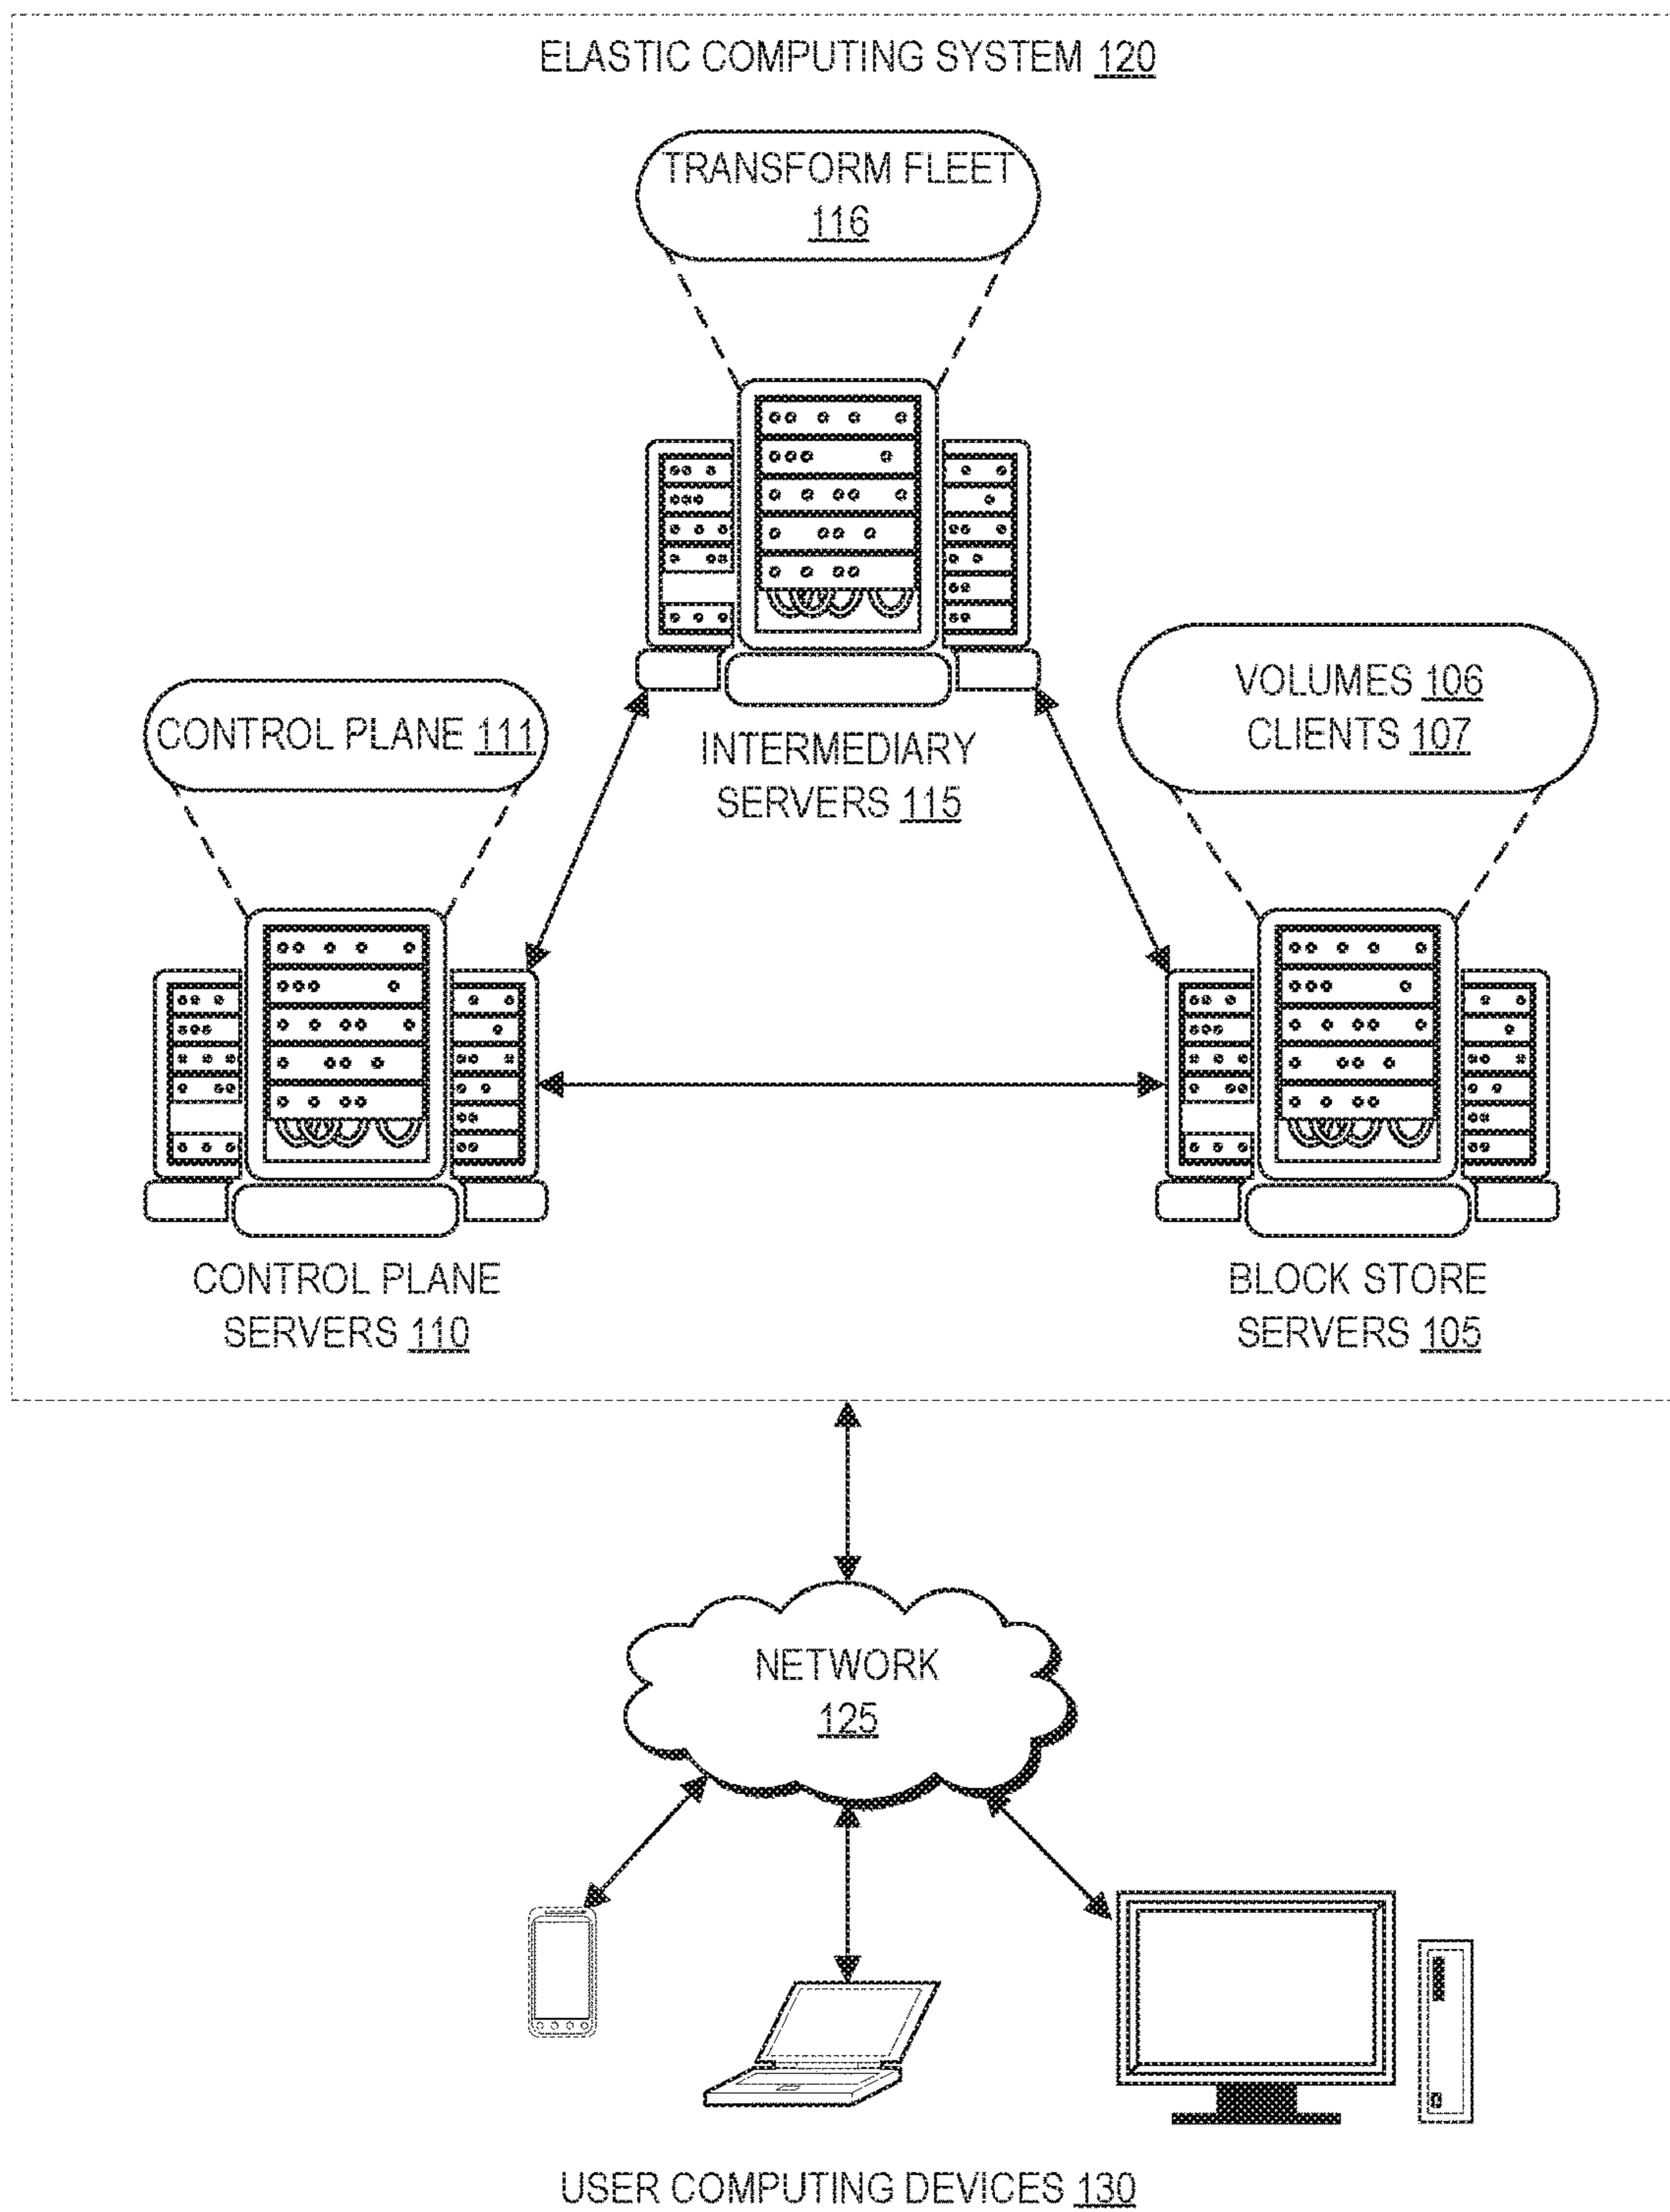 ELASTIC COMPUTING SYSTEM 120
TRANSFORM FLEET
116
INTERMEDIARY
SERVERS 115
CONTROL PLANE 111
VOLUMES 106
CLIENTS 107
CONTROL PLANE
SERVERS 110
BLOCK STORE
SERVERS 105
NETWORK
125
USER COMPUTING DEVICES 130